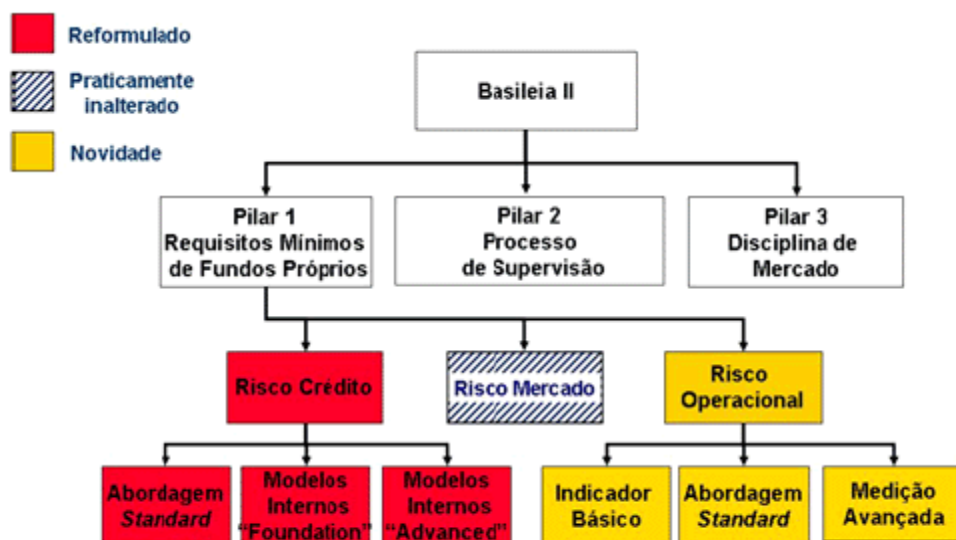 Reformulado
Praticamente
inalterado
Novidade
Basileia II
Pilar 1
Requisitos Mínimos
de Fundos Próprios
Pilar 2
Processo
de Supervisão
Pilar 3
Disciplina de
Mercado
Risco Crédito
Risco Mercado
Risco
Operacional
Abordagem
Standard
Modelos
Internos
“Foundation”
Modelos
Internos
“Advanced”
Indicador
Básico
Abordagem
Standard
Medição
Avançada